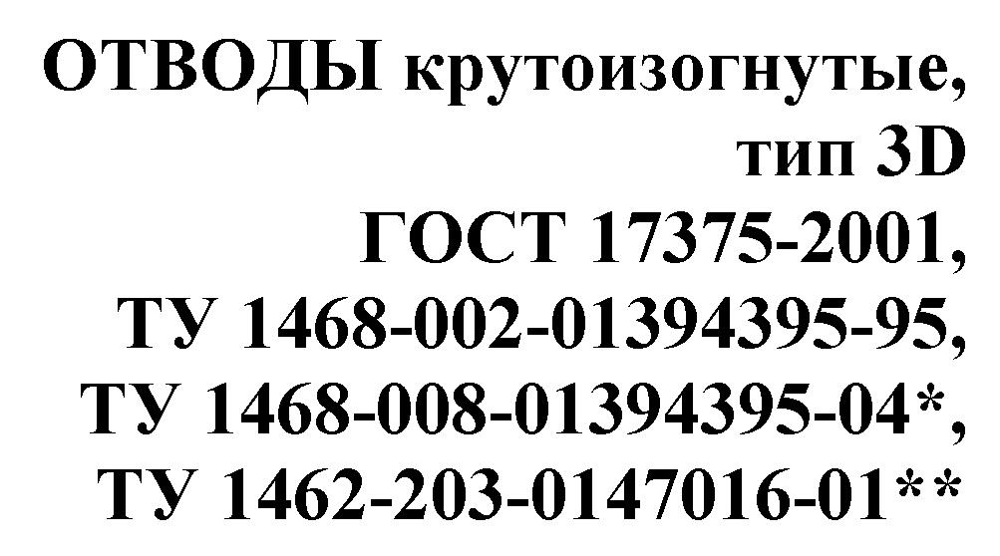 ОТВОДЫ крутоизогнутые,
тип 3D
ГОСТ 17375-2001,
ТУ 1468-002-01394395-95,
ТУ 1468-008-01394395-04*,
ТУ 1462-203-0147016-01**